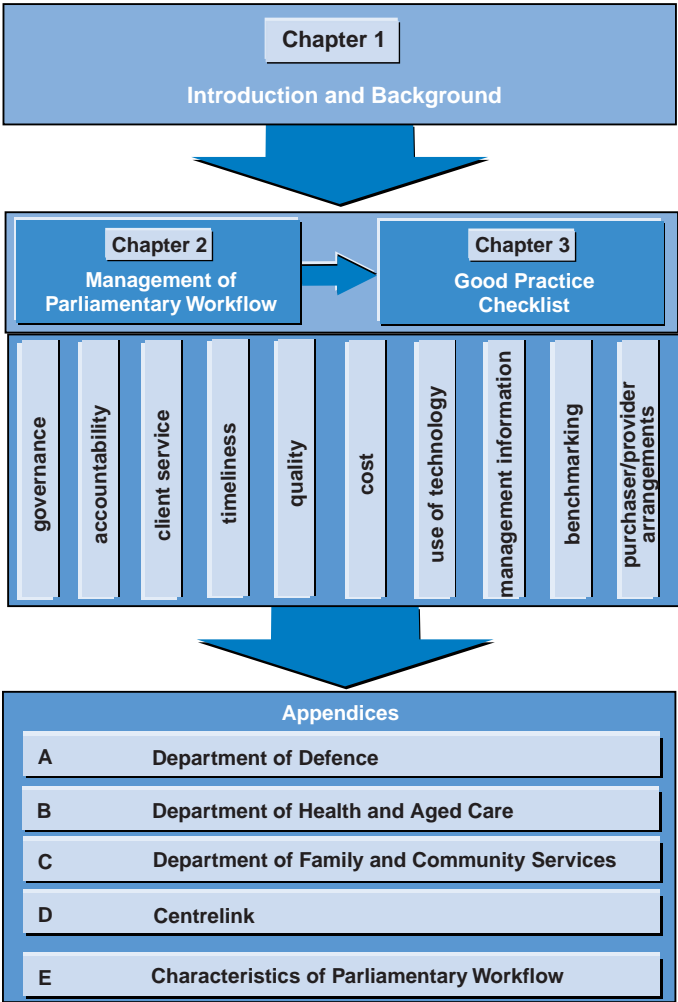 Chapter 1
Introduction and Background
Chapter 2
Management of
Parliamentary Workflow
Chapter 3
Good Practice
Checklist
governance
accountability
client service
timeliness
quality
cost
use of technology
management information
benchmarking
purchaser/provider
arrangements
Appendices
A Department of Defence
B Department of Health and Aged Care
C Department of Family and Community Services
D Centrelink
E Characteristics of Parliamentary Workflow